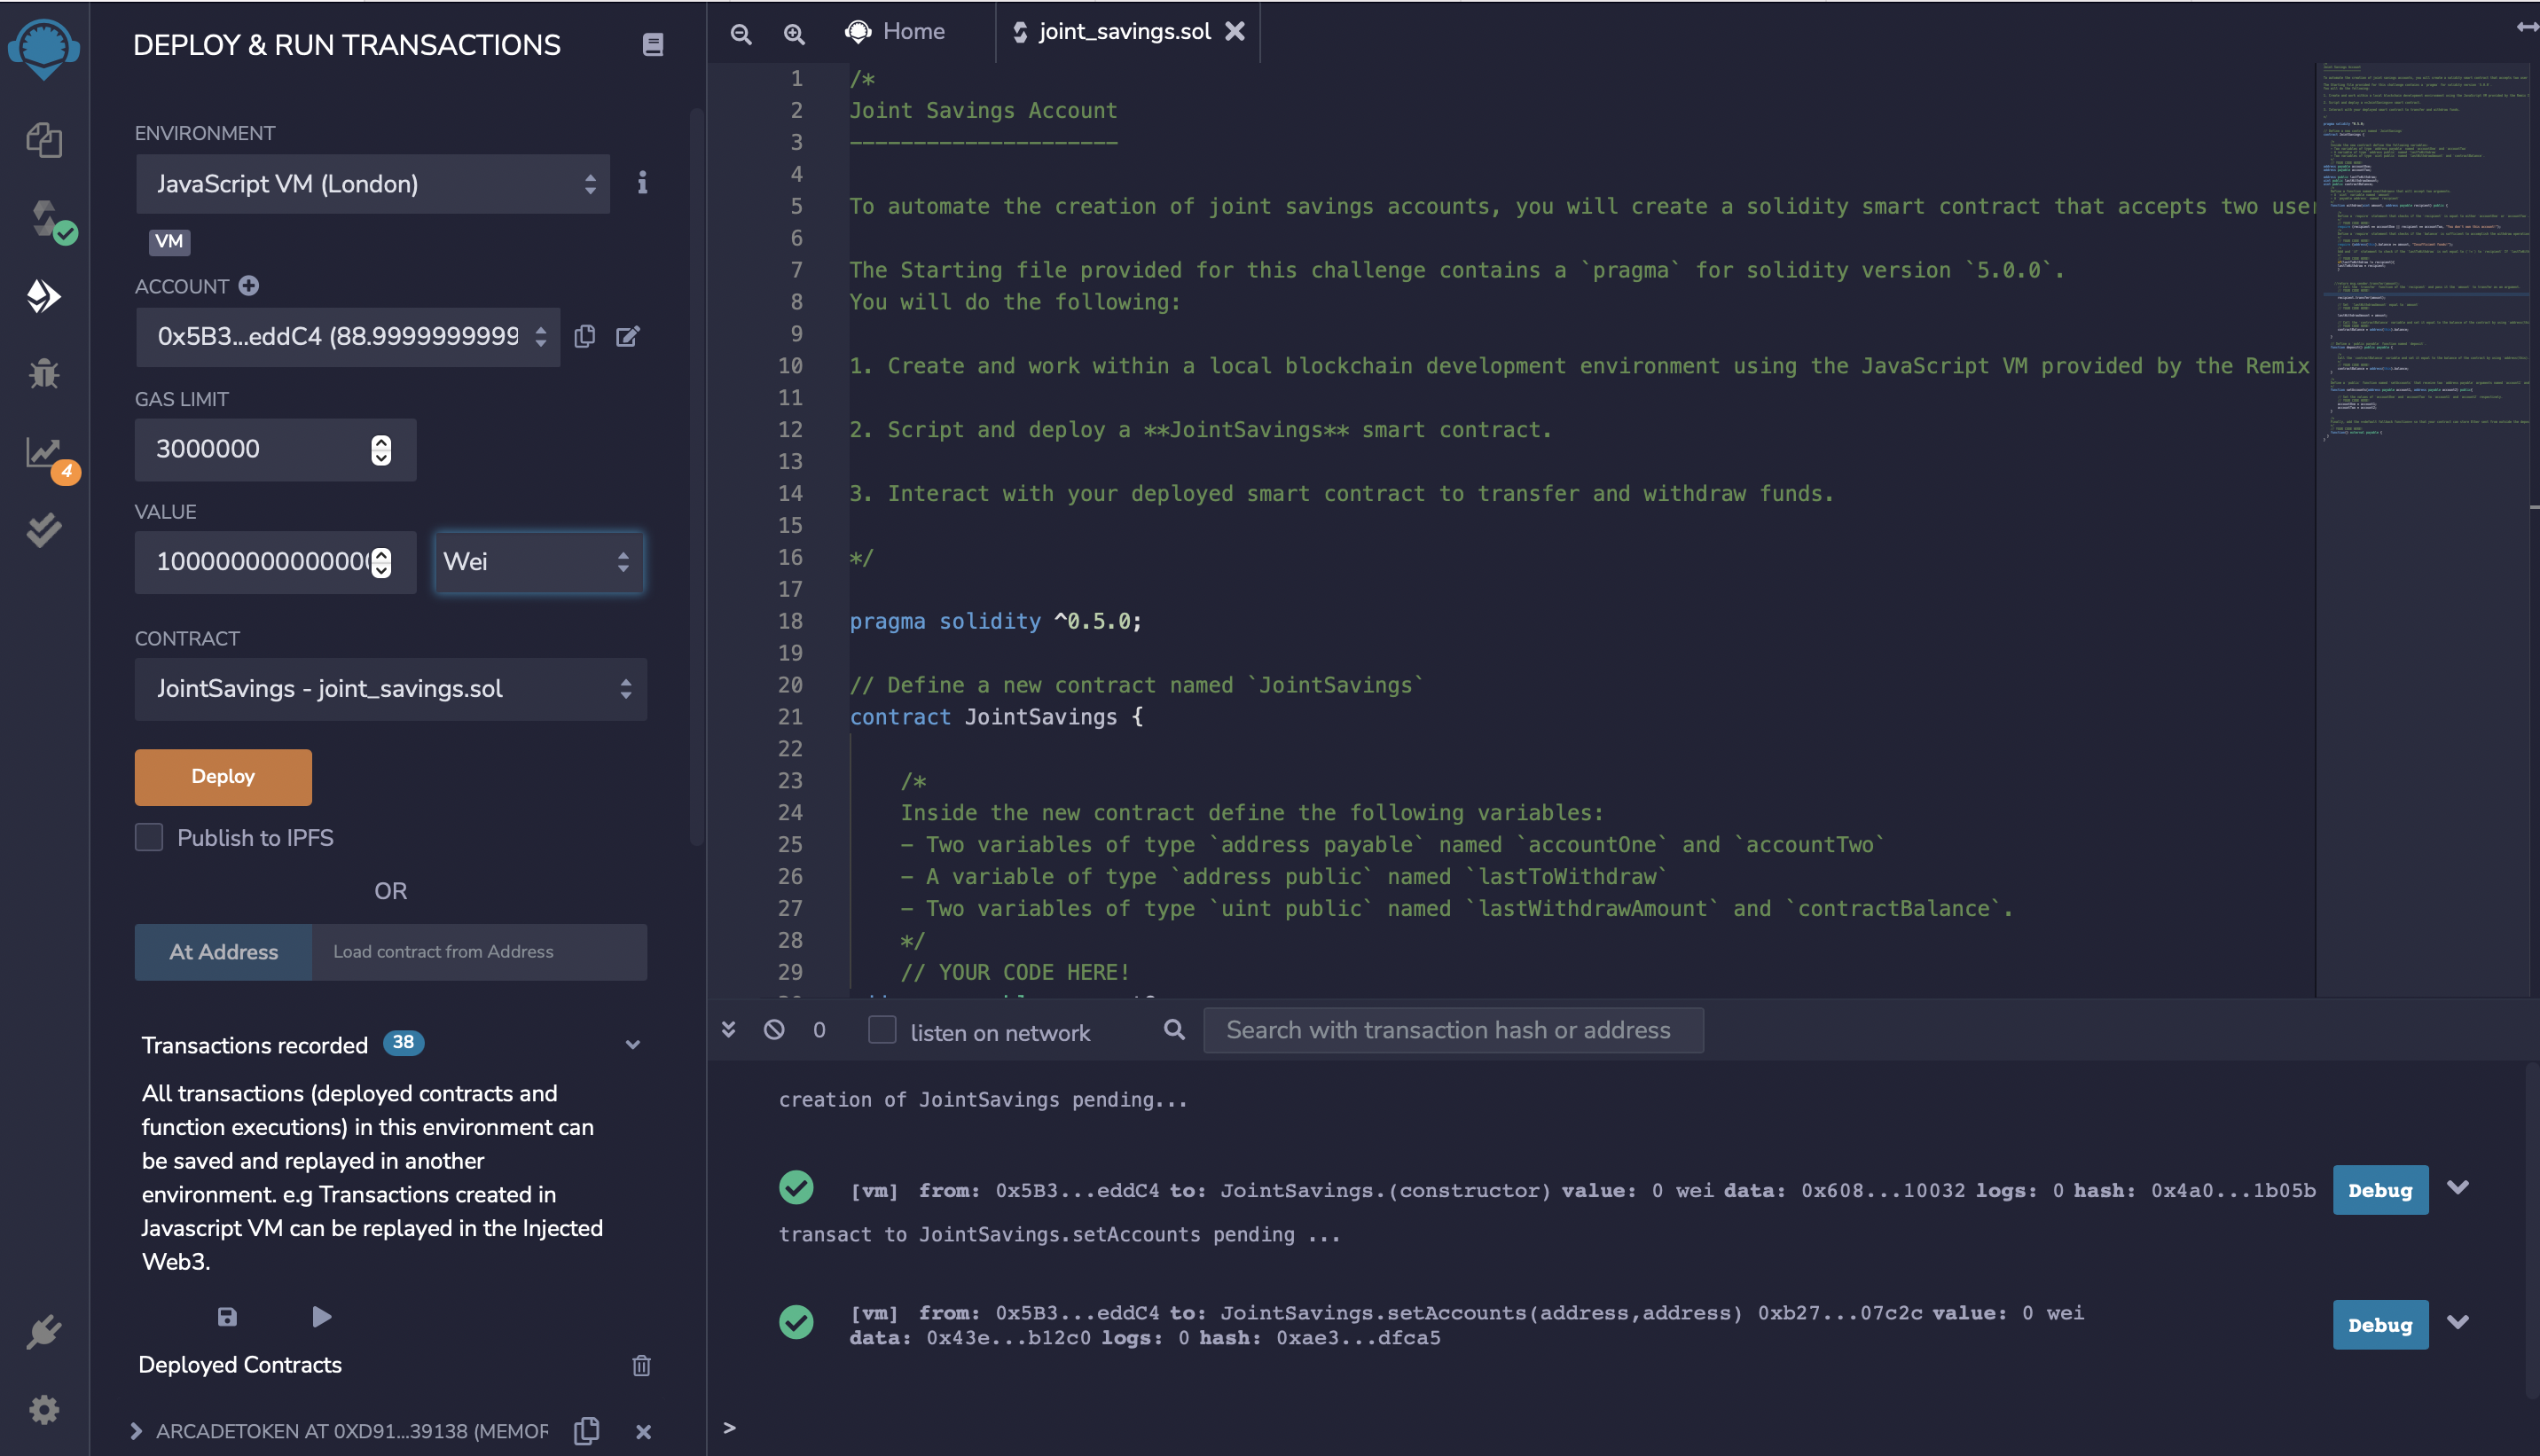 DEPLOY & RUN TRANSACTIONS
ENVIRONMENT
JavaScript VM (London)
VM
ACCOUNT
0x5B3...eddC4 (88.9999999999
GAS LIMIT
3000000
VALUE
Wei
CONTRACT
JointSavings - joint_savings.sol
Deploy
Publish to IPFS
OR
At Address
Load contract from Address
Transactions recorded 38
All transactions (deployed contracts and
function executions) in this environment can
be saved and replayed in another
environment. e.g Transactions created in
Javascript VM can be replayed in the Injected
Web3.
Deployed Contracts
ARCADETOKEN AT 0XD91...39138 (MEMOR
4
Home
joint_savings.sol
1 /*
2 Joint Savings Account
3 ---------------------
4
5 To automate the creation of joint savings accounts, you will create a solidity smart contract that accepts two user
6
7 The Starting file provided for this challenge contains a `pragma` for solidity version `5.0.0`.
8 You will do the following:
9
10 1. Create and work within a local blockchain development environment using the JavaScript VM provided by the Remix
11
12 2. Script and deploy a **JointSavings** smart contract.
13
14 3. Interact with your deployed smart contract to transfer and withdraw funds.
15
16 */
17
18 pragma solidity ^0.5.0;
19
20 // Define a new contract named `JointSavings`
21 contract JointSavings {
22
23 /*
24 Inside the new contract define the following variables:
25 - Two variables of type `address payable` named `accountOne` and `accountTwo`
26 - A variable of type `address public` named `lastToWithdraw`
27 - Two variables of type `uint public` named `lastWithdrawAmount` and `contractBalance`.
28 */
29 // YOUR CODE HERE!
0
listen on network
Search with transaction hash or address
creation of JointSavings pending...
[vm] from: 0x5B3...eddC4 to: JointSavings.(constructor) value: 0 wei data: 0x608...10032 logs: 0 hash: 0x4a0...1b05b
Debug
transact to JointSavings.setAccounts pending ...
[vm] from: 0x5B3...eddC4 to: JointSavings.setAccounts(address,address) 0xb27...07c2c value: 0 wei
data: 0x43e...b12c0 logs: 0 hash: 0xae3...dfca5
Debug
>